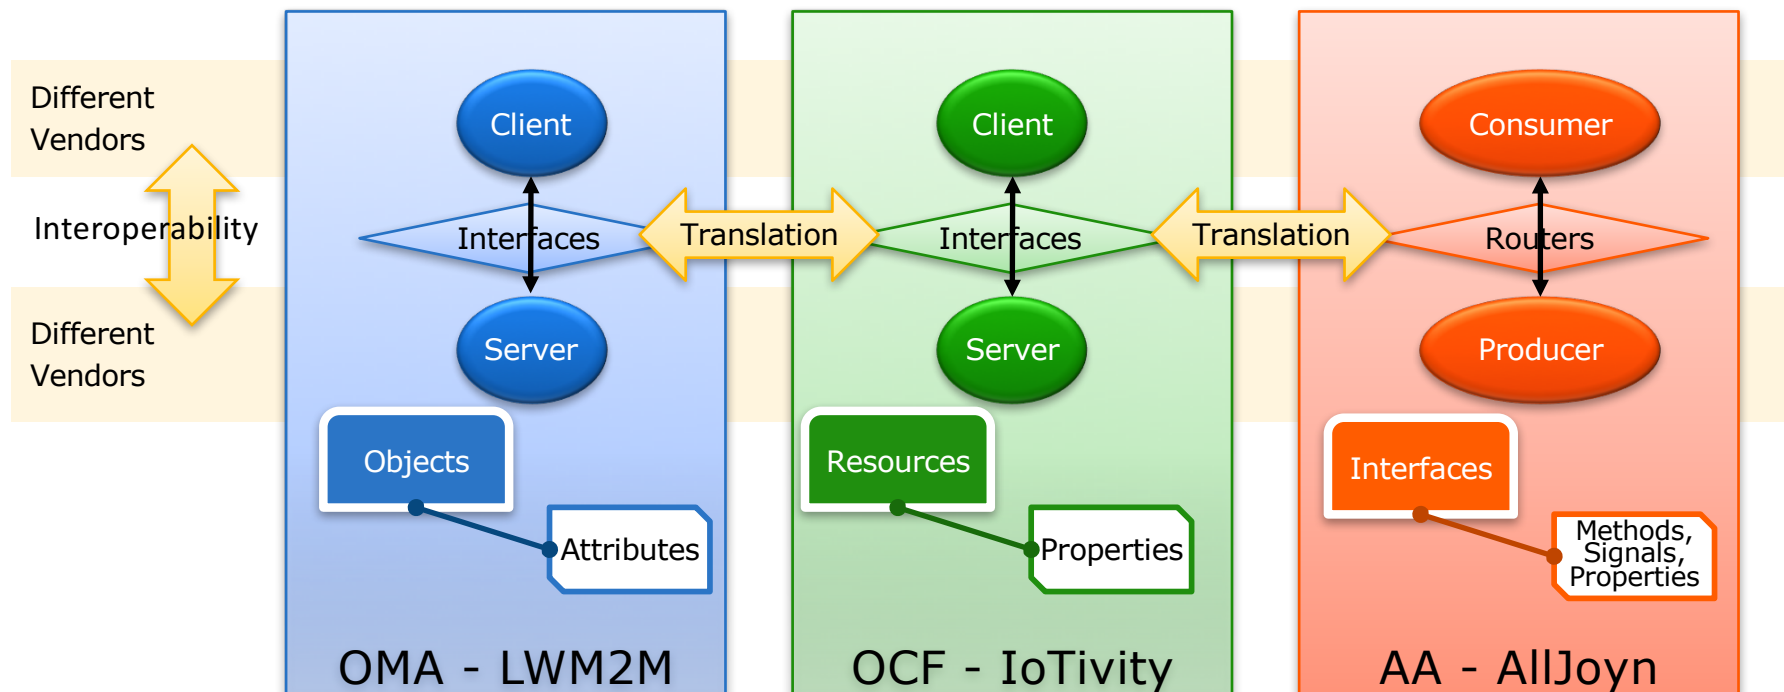 Different
Vendors
Interoperability
Different
Vendors
Client
Interfaces
Server
Objects
Attributes
OMA - LWM2M
Translation
Client
Interfaces
Server
Resources
Properties
OCF - IoTivity
Translation
Consumer
Routers
Producer
Interfaces
Methods,
Signals,
Properties
AA - AllJoyn